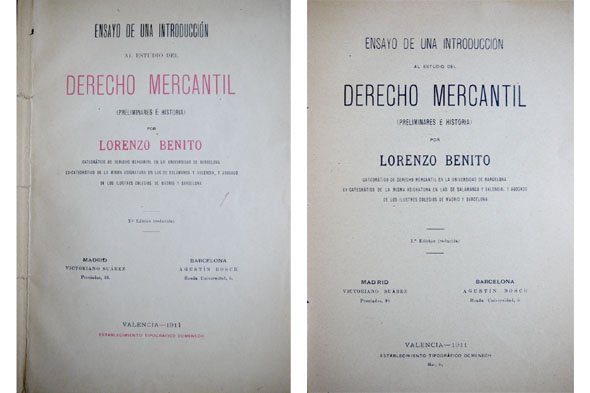 ENSAYO DE UNA INTRODUCCIÓN
AL ESTUDIO DEL
DERECHO MERCANTIL
(PRELIMINARES E HISTORIA)
POR
LORENZO BENITO
CATEDRÁTICO DE DERECHO MERCANTIL EN LA UNIVERSIDAD DE BARCELONA
EX-CATEDRÁTICO DE LA MISMA ASIGNATURA EN LAS DE SALAMANCA Y VALENCIA, Y ABOGADO
DE LOS ILUSTRES COLEGIOS DE MADRID Y BARCELONA
Edición (reducida)
MADRID
VICTORIANO SUÁREZ
Preciados, 48
BARCELONA
AGUSTÍN BOSCH
Ronda Universidad, 5
VALENCIA—1911
ESTABLECIMIENTO TIPOGRÁFICO DOMENECH
ENSAYO DE UNA INTRODUCCIÓN
AL ESTUDIO DEL
DERECHO MERCANTIL
(PRELIMINARES E HISTORIA)
POR
LORENZO BENITO
CATEDRÁTICO DE DERECHO MERCANTIL EN LA UNIVERSIDAD DE BARCELONA
EX-CATEDRÁTICO DE LA MISMA ASIGNATURA EN LAS DE SALAMANCA Y VALENCIA, Y ABOGADO
DE LOS ILUSTRES COLEGIOS DE MADRID Y BARCELONA
Edición (reducida)
MADRID
VICTORIANO SUÁREZ
Preciados, 48
BARCELONA
AGUSTÍN BOSCH
Ronda Universidad, 5
VALENCIA—1911
ESTABLECIMIENTO TIPOGRÁFICO DOMENECH